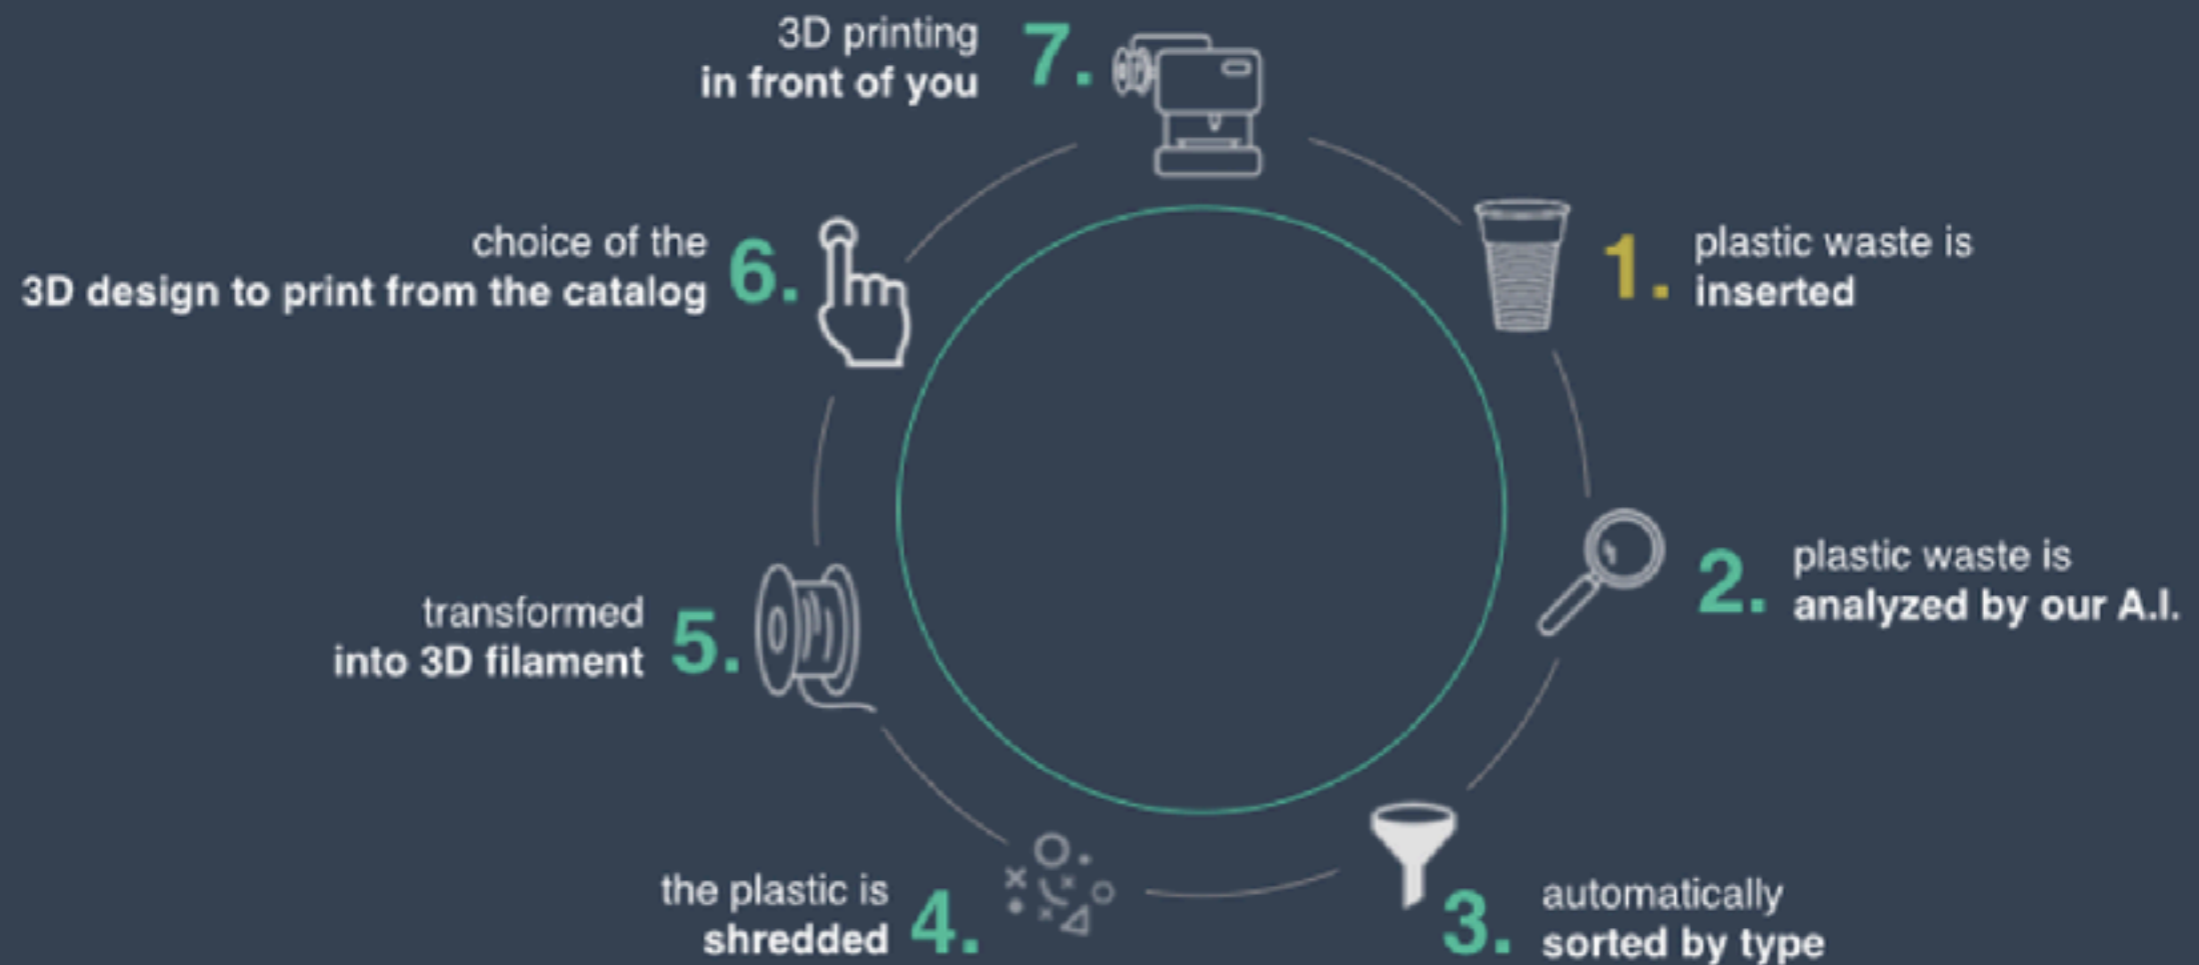 1. plastic waste is
inserted
2. plastic waste is
analyzed by our A.I.
3. automatically
sorted by type
4. the plastic is
shredded
5. transformed
into 3D filament
6. choice of the
3D design to print from the catalog
7. 3D printing
in front of you